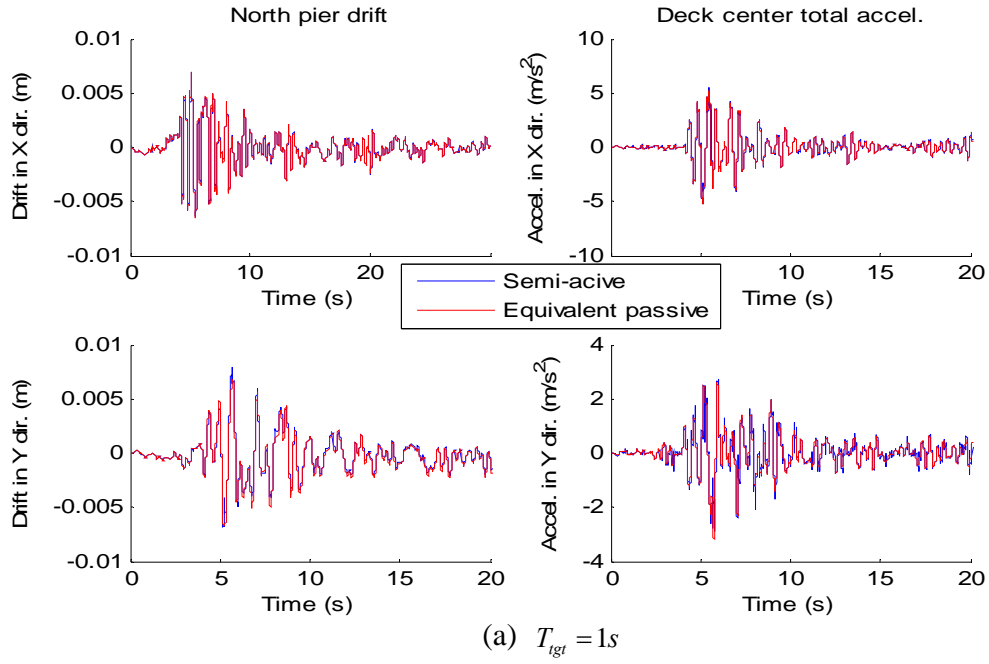 North pier drift
Deck center total accel.
Drift in X dir. (m)
0.01
0.005
0
-0.005
-0.01
0
10
20
Time (s)
Accel. in X dir. (m/s²)
10
5
0
-5
-10
0
5
10
15
20
Time (s)
Semi-acive
Equivalent passive
Drift in Y dir. (m)
0.01
0.005
0
-0.005
-0.01
0
5
10
15
20
Time (s)
Accel. in Y dir. (m/s²)
4
2
0
-2
-4
0
5
10
15
20
Time (s)
(a) T_tgt = 1s